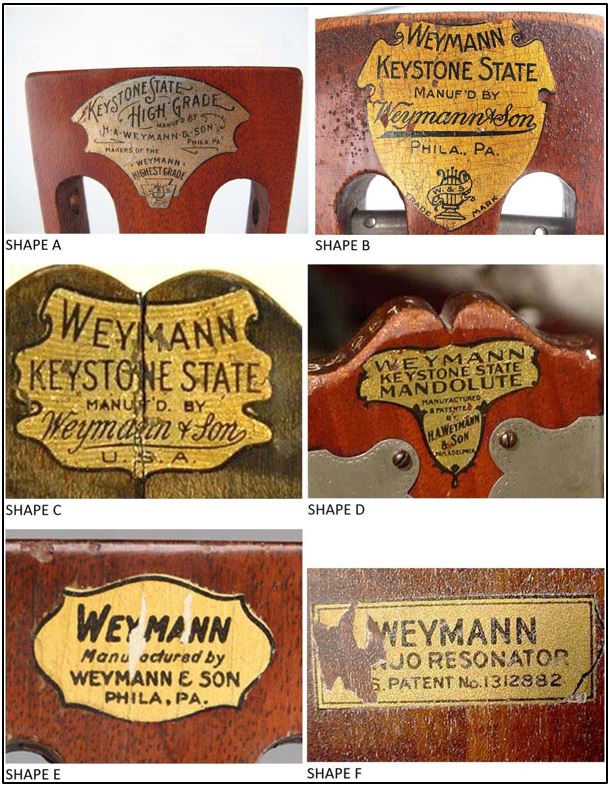 KEYSTONE STATE
HIGH GRADE
MANUF'D BY
H·A·WEYMANN·&·SON·
PHILA, PA.
MAKERS OF THE
WEYMANN
HIGHEST GRADE
SHAPE A
WEYMANN
KEYSTONE STATE
MANUF'D BY
Weymann & Son
PHILA., PA.
W. & S.
TRADE MARK
SHAPE B
WEYMANN
KEYSTONE STATE
MANUF'D. BY
Weymann & Son
U.S.A.
SHAPE C
WEYMANN
KEYSTONE STATE
MANDOLUTE
MANUFACTURED
& PATENTED
BY
H.A.WEYMANN
& SON
PHILADELPHIA
SHAPE D
WEYMANN
Manufactured by
WEYMANN & SON
PHILA, PA.
SHAPE E
WEYMANN
JO RESONATOR
S. PATENT No. 1312882
SHAPE F